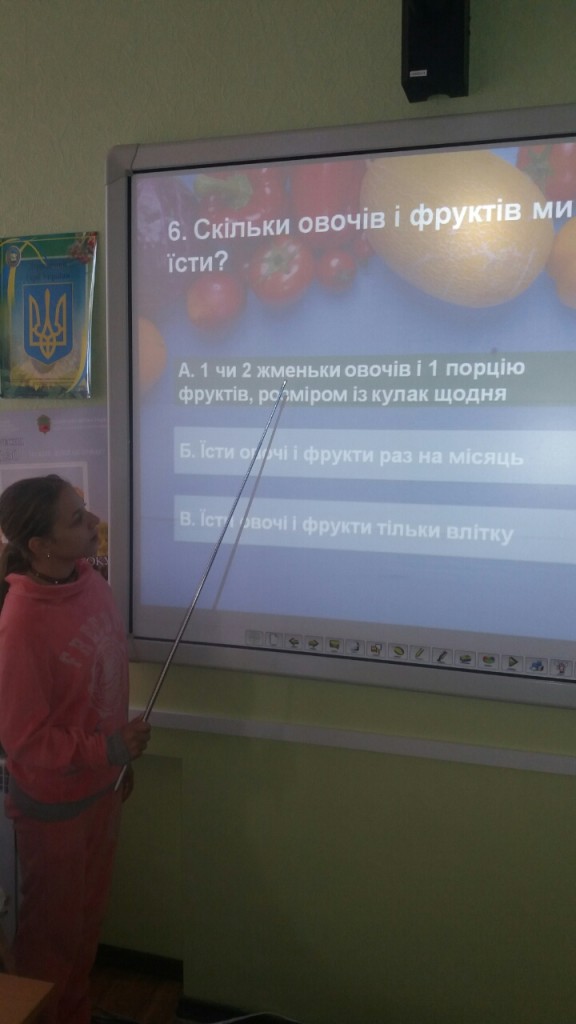 6. Скільки овочів і фруктів ми
їсти?
А. 1 чи 2 жменьки овочів і 1 порцію
фруктів, розміром із кулак щодня
Б. Їсти овочі і фрукти раз на місяць
В. Їсти овочі і фрукти тільки влітку